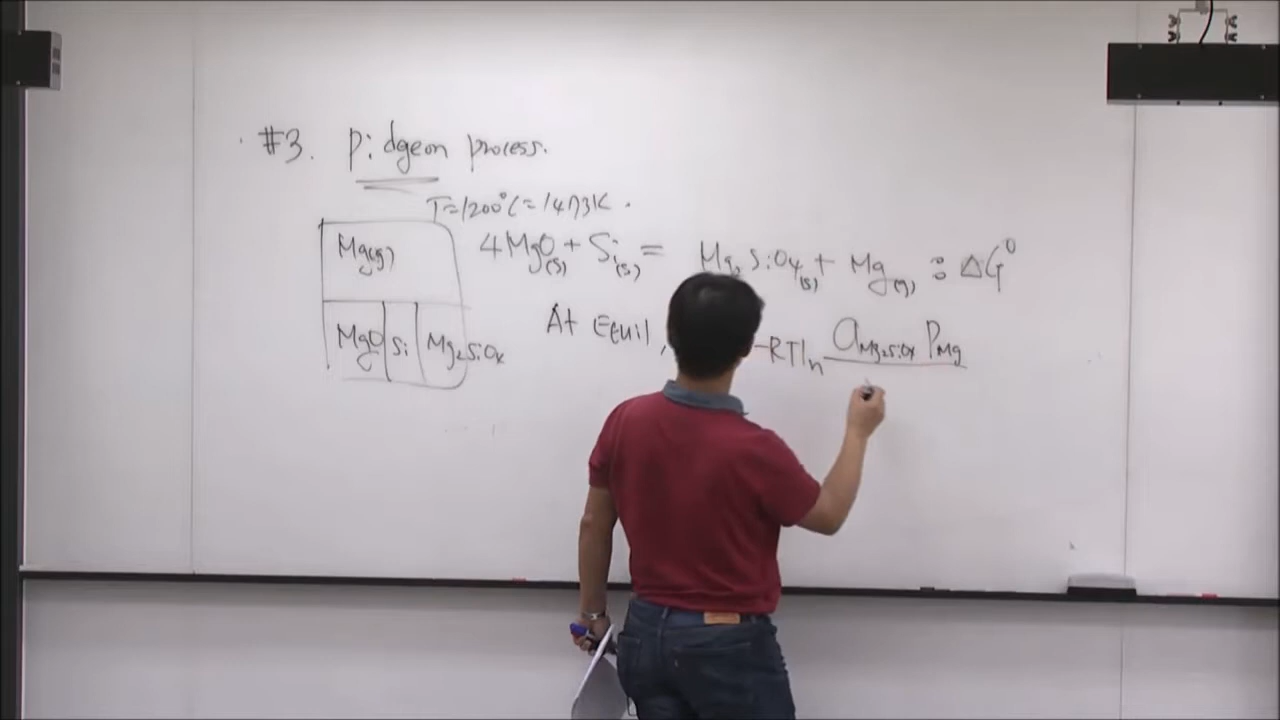 #3. Pidgeon process.
T=1200°C=1473K.
Mg(g) 4MgO(s) + Si(s) = Mg2SiO4(s) + Mg(g) : ΔG°
At Equil, -RTln aMg2SiO4 PMg
MgO Si Mg2SiO4